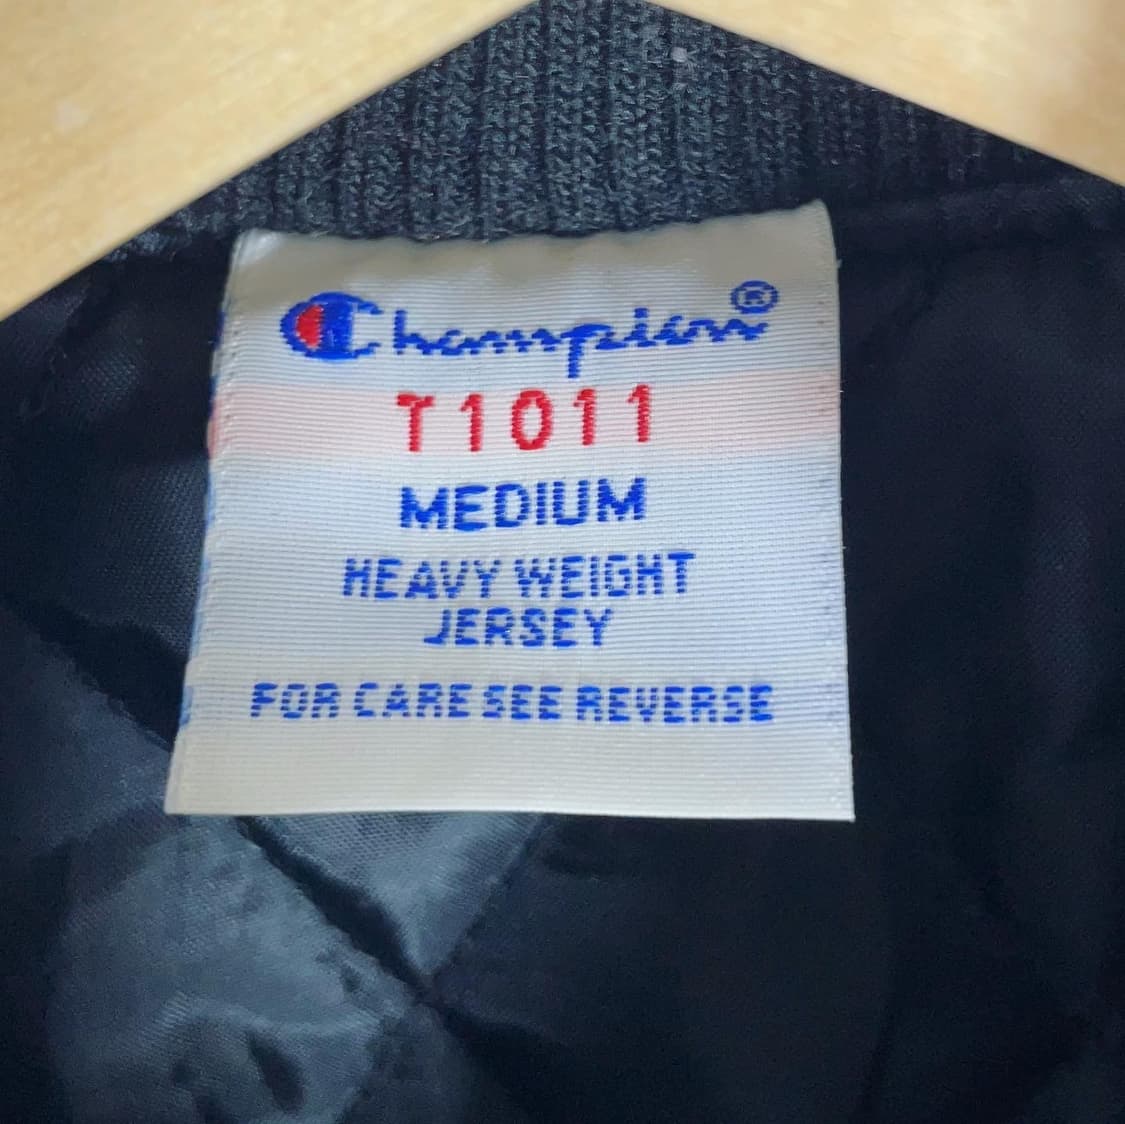 Champion®
T1011
MEDIUM
HEAVY WEIGHT
JERSEY
FOR CARE SEE REVERSE